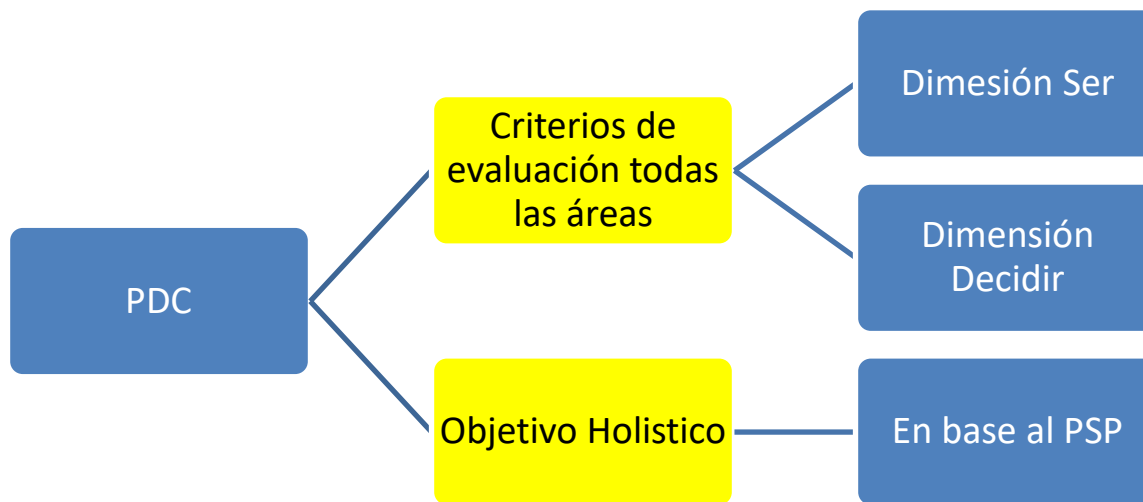 PDC
Criterios de
evaluación todas
las áreas
Dimesión Ser
Dimensión
Decidir
Objetivo Holistico
En base al PSP